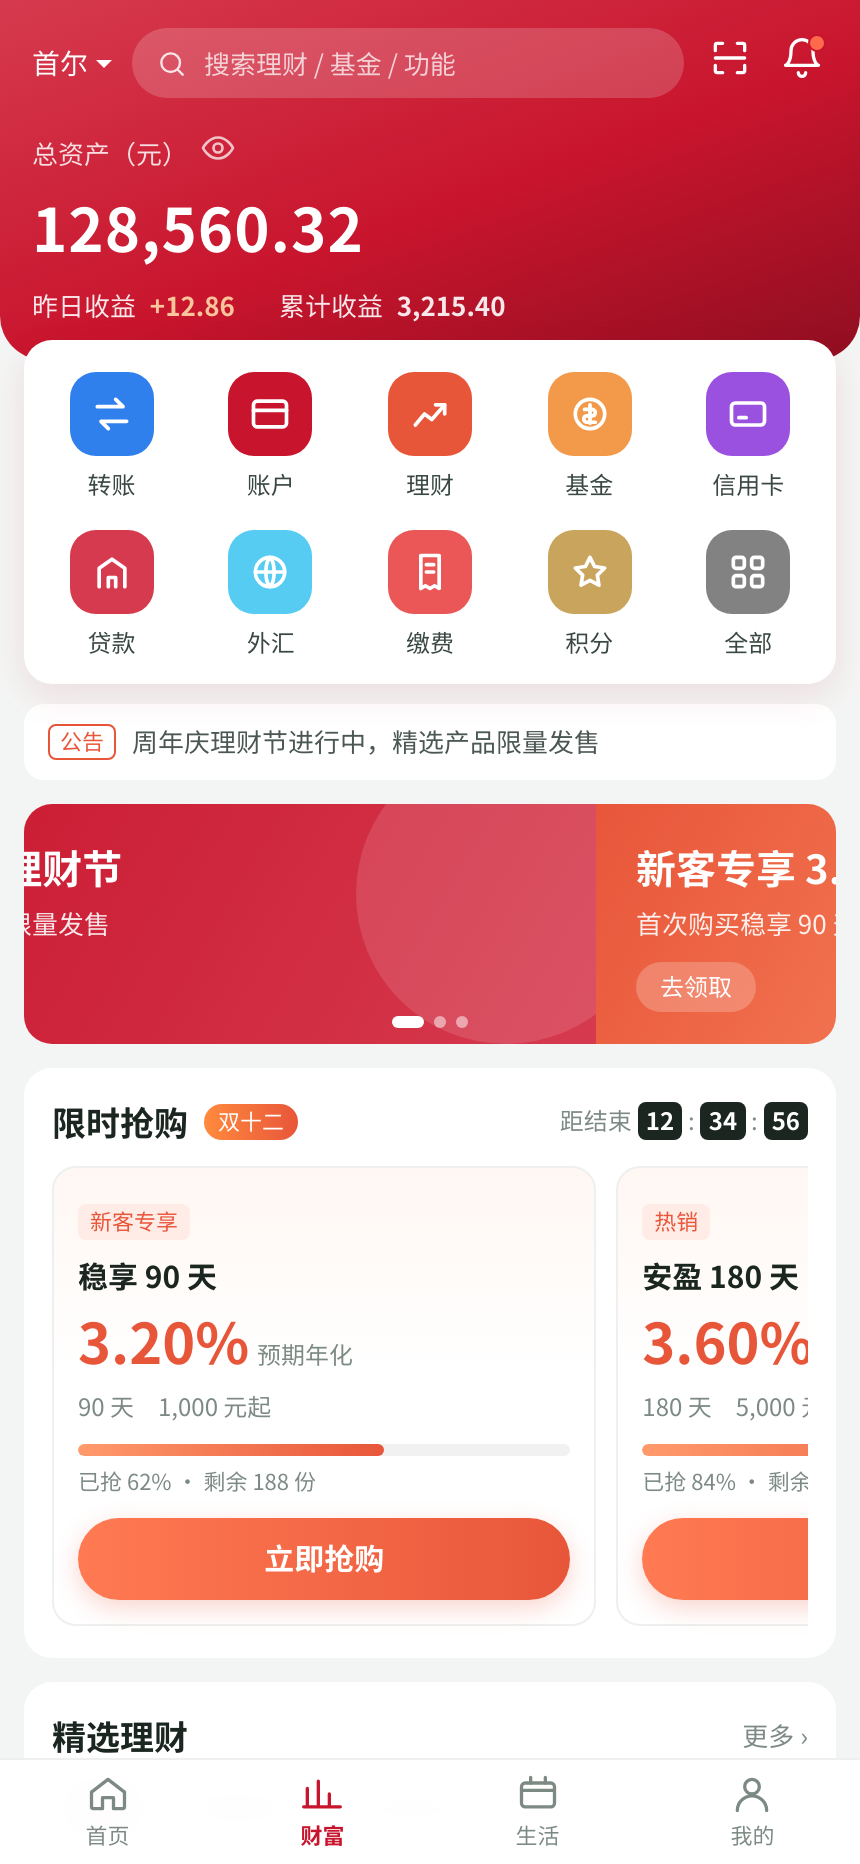 首尔
搜索理财 / 基金 / 功能
总资产（元）
128,560.32
昨日收益 +12.86 累计收益 3,215.40
转账 账户 理财 基金 信用卡
贷款 外汇 缴费 积分 全部
公告 周年庆理财节进行中，精选产品限量发售
理财节
限量发售
新客专享 3.
首次购买稳享 90
去领取
限时抢购 双十二 距结束 12 : 34 : 56
新客专享
稳享 90 天
3.20% 预期年化
90 天 1,000 元起
已抢 62% · 剩余 188 份
立即抢购
热销
安盈 180 天
3.60%
180 天 5,000
已抢 84% · 剩余
精选理财 更多 ›
首页 财富 生活 我的